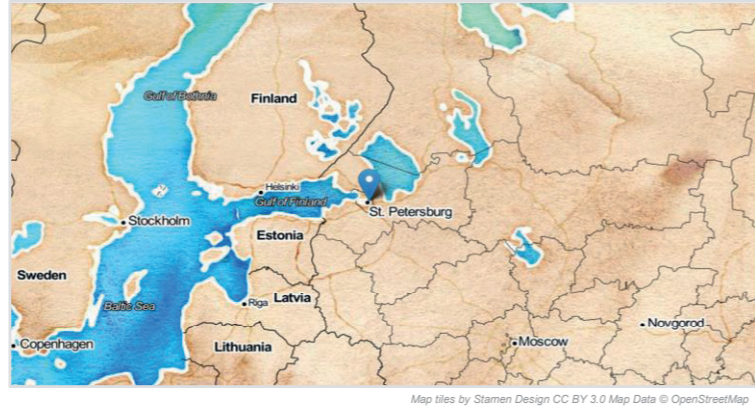 Gulf of Bothnia
Finland
Helsinki
Gulf of Finland
St. Petersburg
Stockholm
Estonia
Sweden
Baltic Sea
Riga
Latvia
Novgorod
Copenhagen
Lithuania
Moscow
Map tiles by Stamen Design CC BY 3.0 Map Data © OpenStreetMap